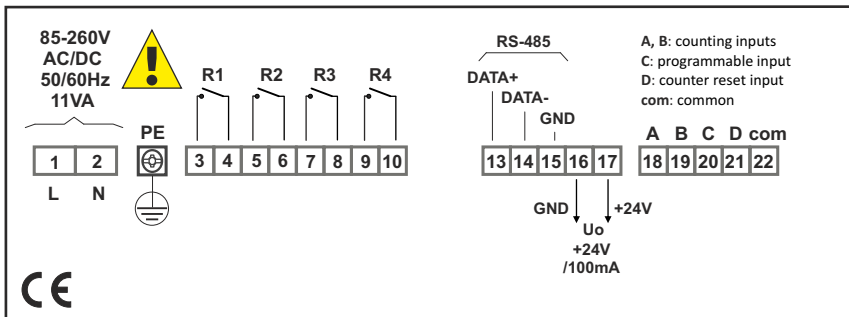 85-260V
AC/DC
50/60Hz
11VA
!
PE
1 2
L N
R1 R2 R3 R4
3 4 5 6 7 8 9 10
RS-485
DATA+
DATA-
GND
13 14 15 16 17
GND +24V
Uo
+24V
/100mA
A, B: counting inputs
C: programmable input
D: counter reset input
com: common
A B C D com
18 19 20 21 22
CE